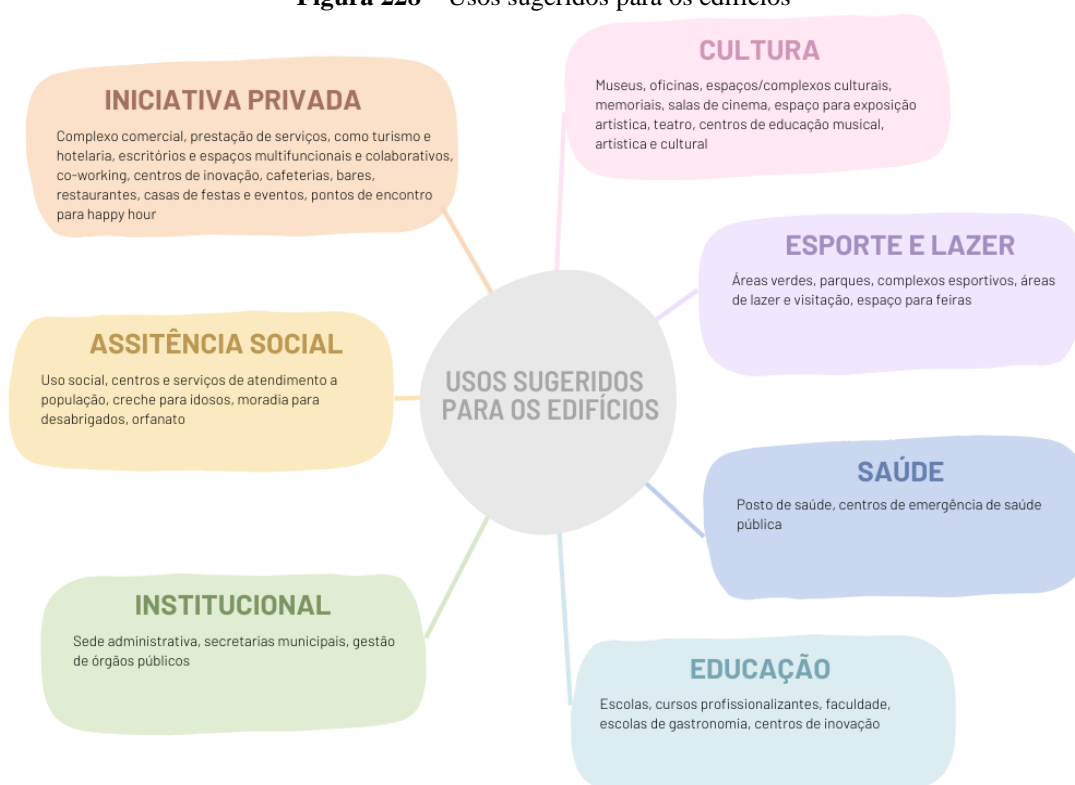 Figura 228 – Usos sugeridos para os edifícios
CULTURA
Museus, oficinas, espaços/complexos culturais,
memoriais, salas de cinema, espaço para exposição
artística, teatro, centros de educação musical,
artística e cultural
INICIATIVA PRIVADA
Complexo comercial, prestação de serviços, como turismo e
hotelaria, escritórios e espaços multifuncionais e colaborativos,
co-working, centros de inovação, cafeterias, bares,
restaurantes, casas de festas e eventos, pontos de encontro
para happy hour
ESPORTE E LAZER
Áreas verdes, parques, complexos esportivos, áreas
de lazer e visitação, espaço para feiras
ASSITÊNCIA SOCIAL
Uso social, centros e serviços de atendimento a
população, creche para idosos, moradia para
desabrigados, orfanato
USOS SUGERIDOS
PARA OS EDIFÍCIOS
SAÚDE
Posto de saúde, centros de emergência de saúde
pública
INSTITUCIONAL
Sede administrativa, secretarias municipais, gestão
de órgãos públicos
EDUCAÇÃO
Escolas, cursos profissionalizantes, faculdade,
escolas de gastronomia, centros de inovação